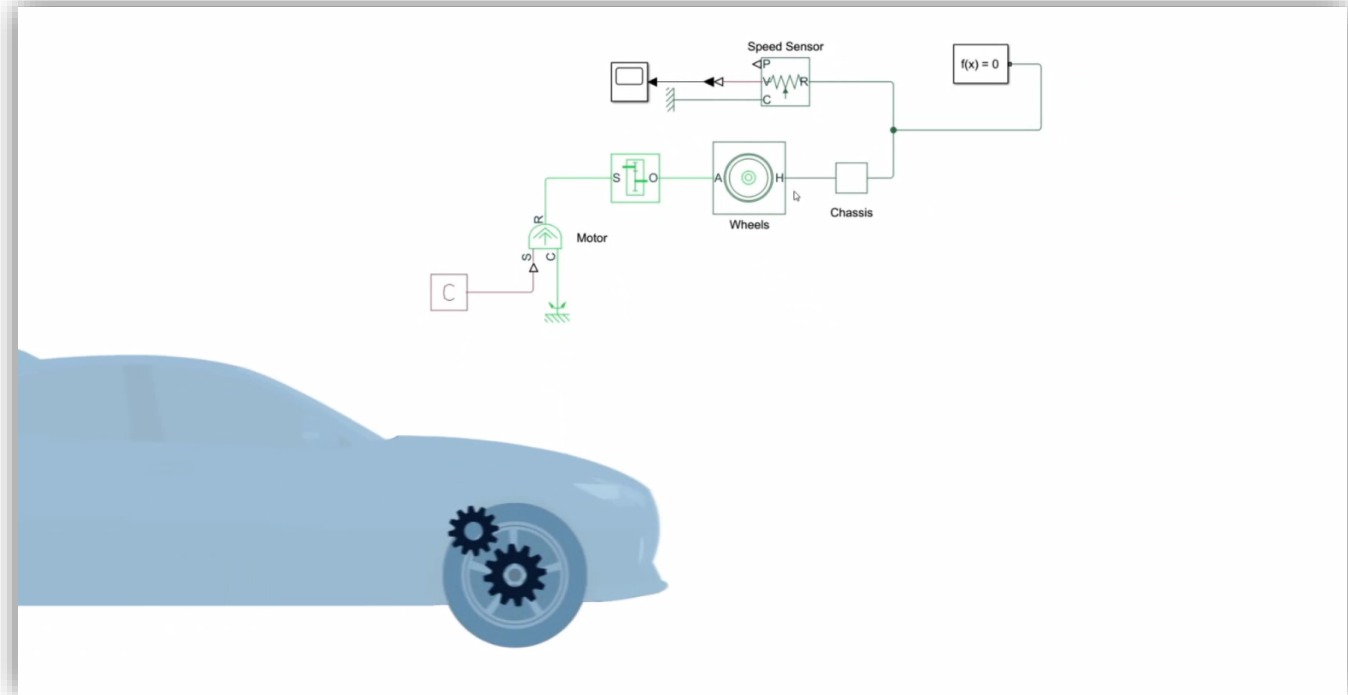 Speed Sensor
P
V R
C
f(x) = 0
S O
A H
Wheels
Chassis
R
Motor
S C
C